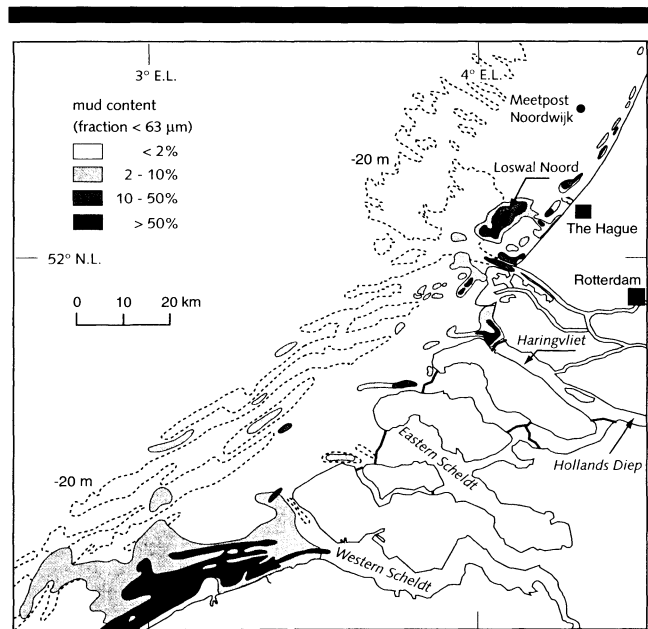 3° E.L.
4° E.L.
mud content
(fraction < 63 μm)
< 2%
2 - 10%
10 - 50%
> 50%
Meetpost
Noordwijk
-20 m
Loswal Noord
The Hague
52° N.L.
Rotterdam
0 10 20 km
Haringvliet
Eastern Scheldt
Hollands Diep
-20 m
Western Scheldt